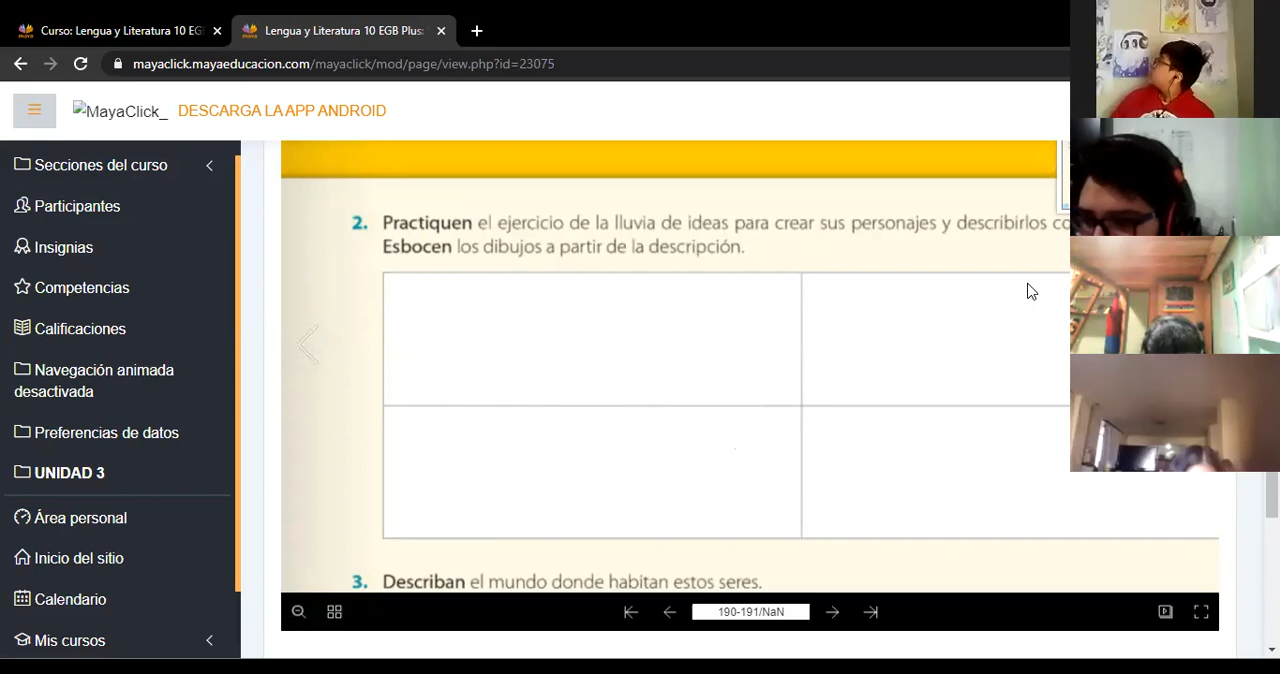 Curso: Lengua y Literatura 10 EG
Lengua y Literatura 10 EGB Plus:
mayaclick.mayaeducacion.com/mayaclick/mod/page/view.php?id=23075
MayaClick_ DESCARGA LA APP ANDROID
Secciones del curso
Participantes
Insignias
Competencias
Calificaciones
Navegación animada
desactivada
Preferencias de datos
UNIDAD 3
Área personal
Inicio del sitio
Calendario
Mis cursos
2. Practiquen el ejercicio de la lluvia de ideas para crear sus personajes y describirlos co
Esbocen los dibujos a partir de la descripción.
3. Describan el mundo donde habitan estos seres.
190-191/NaN